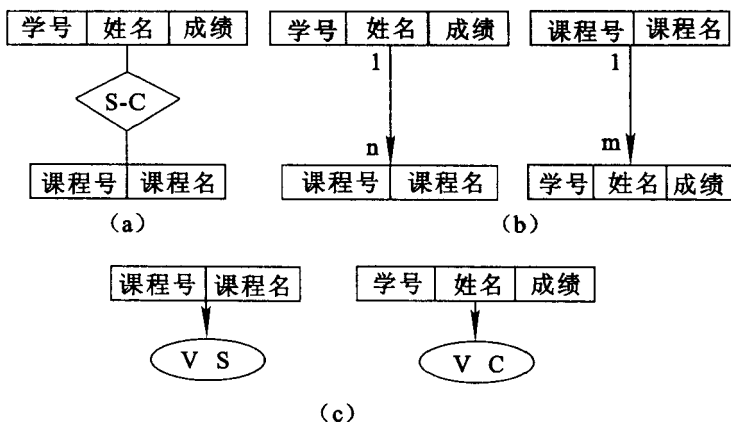 学号 姓名 成绩
S-C
课程号 课程名
(a)
学号 姓名 成绩
1
n
课程号 课程名
课程号 课程名
1
m
学号 姓名 成绩
(b)
课程号 课程名
V S
学号 姓名 成绩
V C
(c)